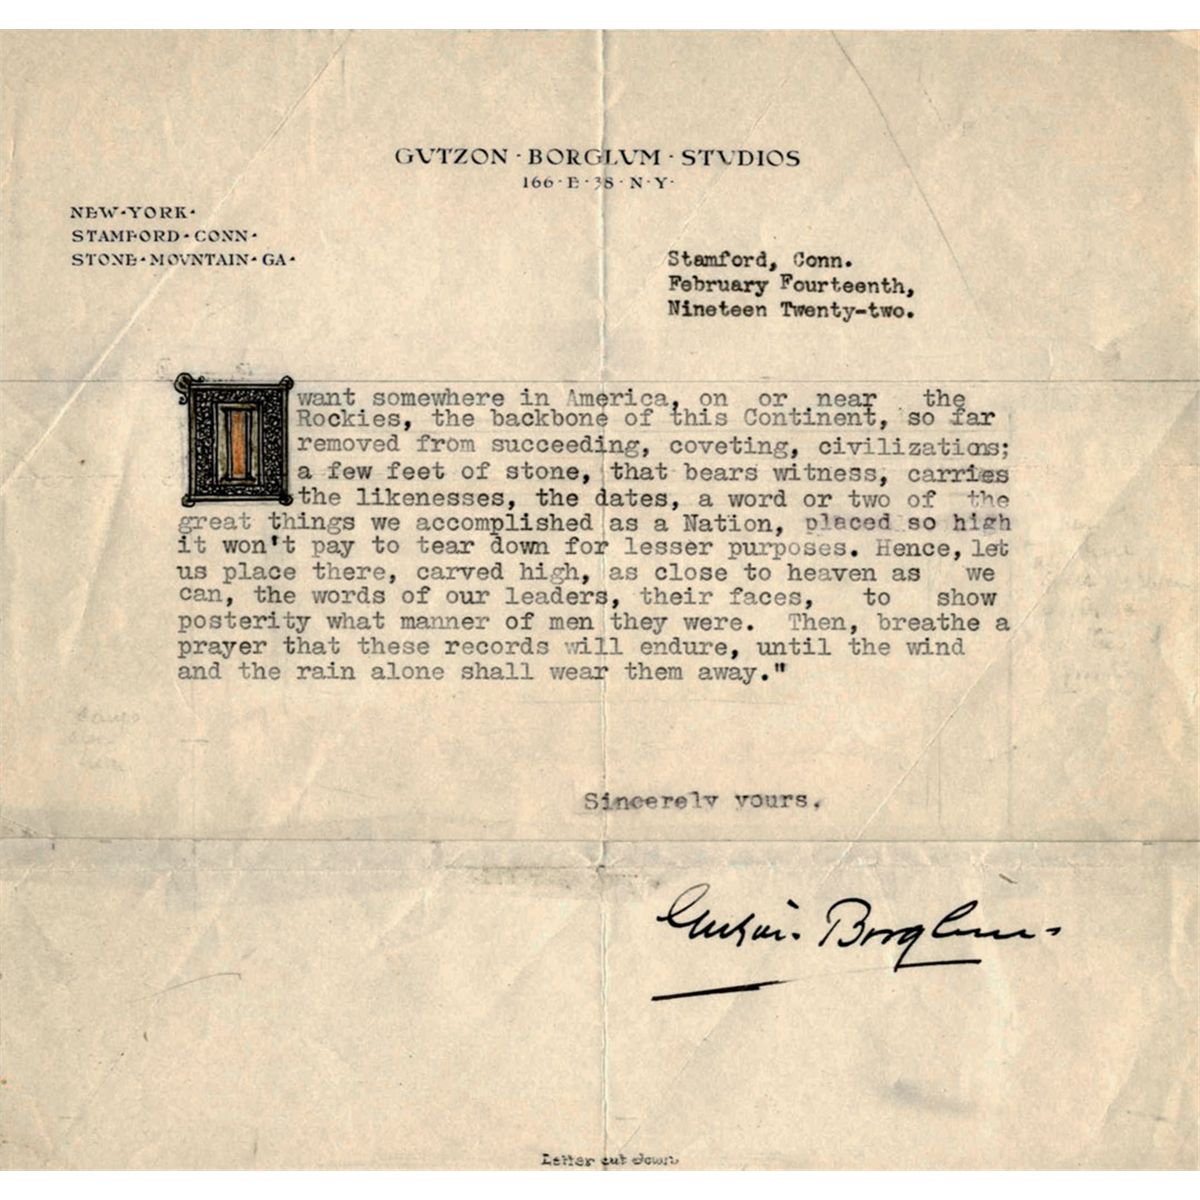 GVTZON · BORGLVM · STVDIOS
166 · E · 38 · N · Y ·
NEW · YORK ·
STAMFORD · CONN ·
STONE · MOVNTAIN · GA ·
Stamford, Conn.
February Fourteenth,
Nineteen Twenty-two.
I want somewhere in America, on or near the
Rockies, the backbone of this Continent, so far
removed from succeeding, coveting, civilizations;
a few feet of stone, that bears witness, carries
the likenesses, the dates, a word or two of the
great things we accomplished as a Nation, placed so high
it won't pay to tear down for lesser purposes. Hence, let
us place there, carved high, as close to heaven as we
can, the words of our leaders, their faces, to show
posterity what manner of men they were. Then, breathe a
prayer that these records will endure, until the wind
and the rain alone shall wear them away."
Sincerely yours,
Gutzon Borglum
Letter cut down